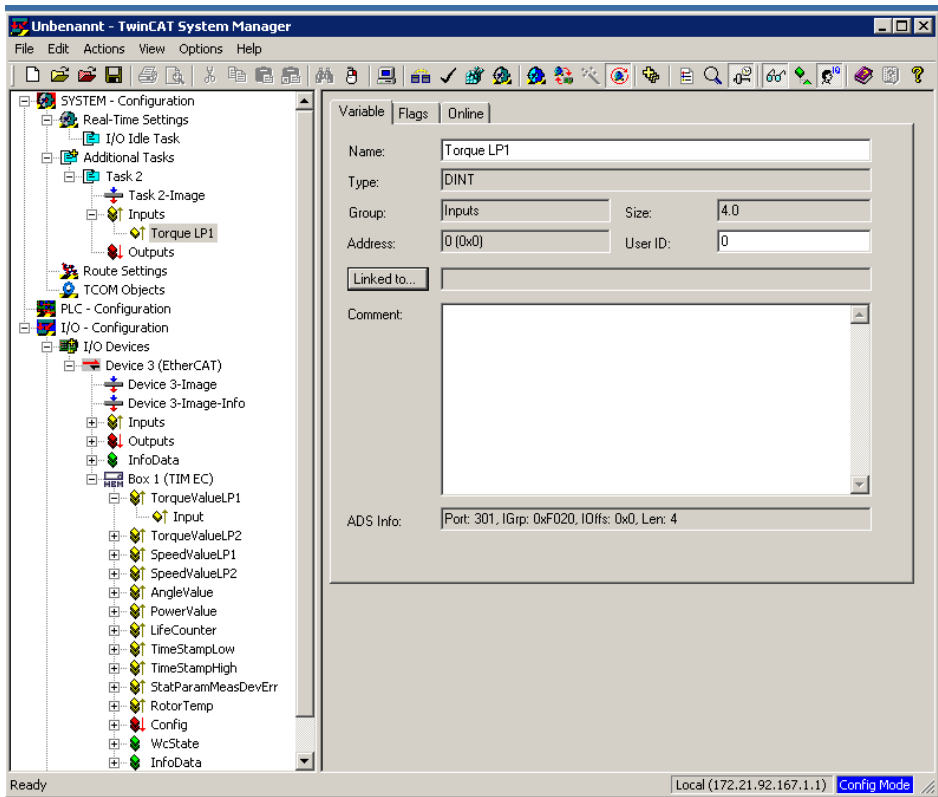 Unbenannt - TwinCAT System Manager
File Edit Actions View Options Help
SYSTEM - Configuration
Real-Time Settings
I/O Idle Task
Additional Tasks
Task 2
Task 2-Image
Inputs
Torque LP1
Outputs
Route Settings
TCOM Objects
PLC - Configuration
I/O - Configuration
I/O Devices
Device 3 (EtherCAT)
Device 3-Image
Device 3-Image-Info
Inputs
Outputs
InfoData
Box 1 (TIM EC)
TorqueValueLP1
Input
TorqueValueLP2
SpeedValueLP1
SpeedValueLP2
AngleValue
PowerValue
LifeCounter
TimeStampLow
TimeStampHigh
StatParamMeasDevErr
RotorTemp
Config
WcState
InfoData
Variable Flags Online
Name: Torque LP1
Type: DINT
Group: Inputs Size: 4.0
Address: 0 (0x0) User ID: 0
Linked to...
Comment:
ADS Info: Port: 301, IGrp: 0xF020, IOffs: 0x0, Len: 4
Ready Local (172.21.92.167.1.1) Config Mode